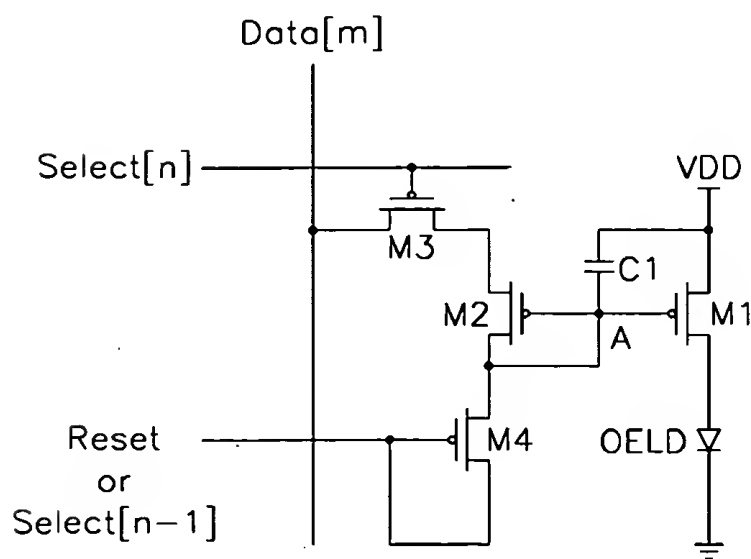 Data[m]
Select[n]
VDD
M3
C1
M2
M1
A
Reset
M4
OELD
or
Select[n-1]